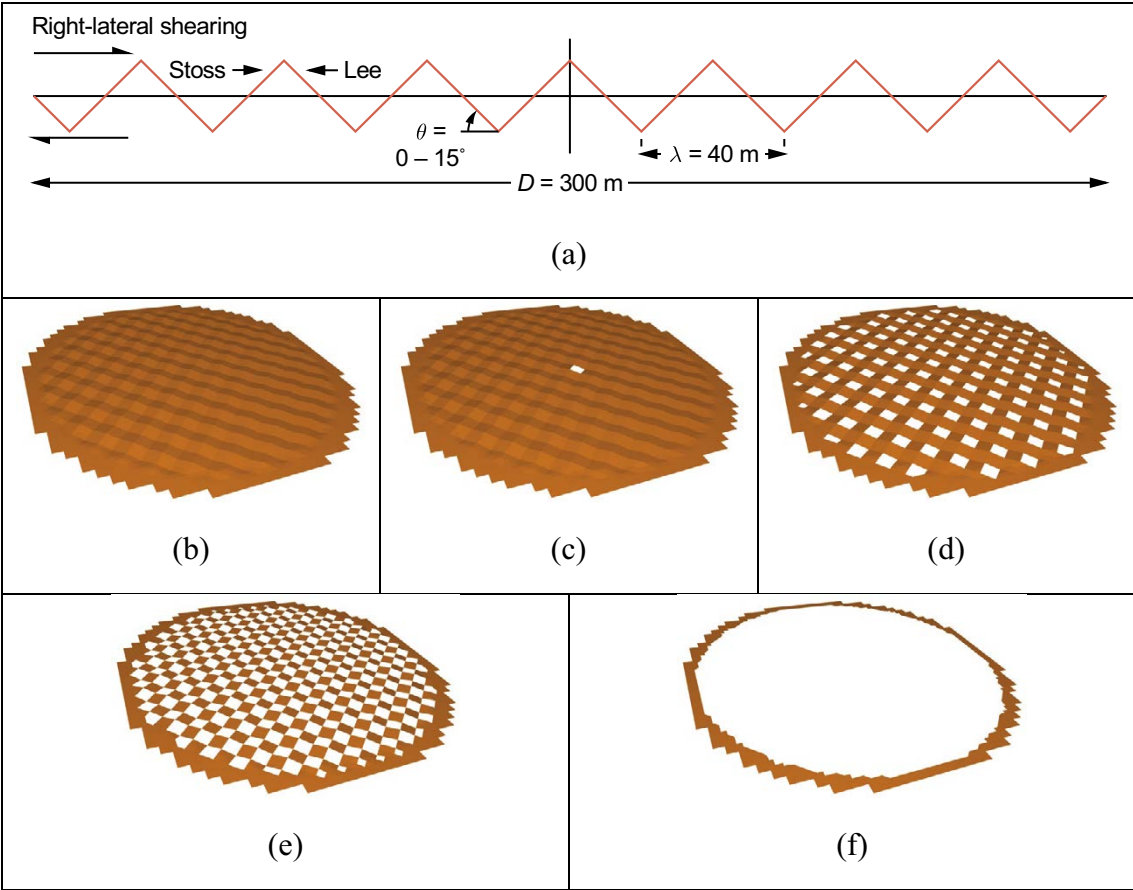 Right-lateral shearing
Stoss
Lee
θ =
0 – 15°
λ = 40 m
D = 300 m
(a)
(b)
(c)
(d)
(e)
(f)